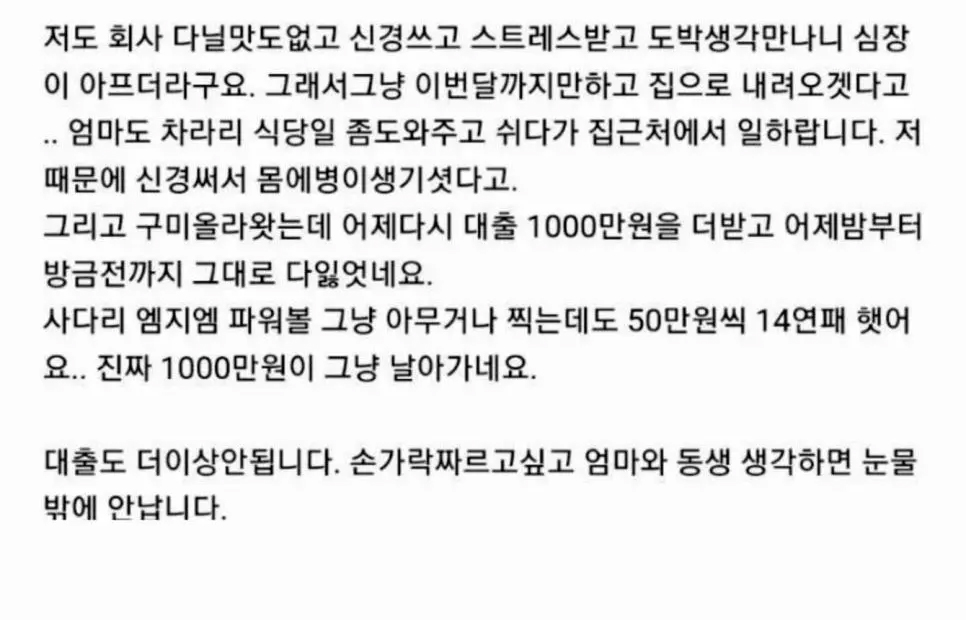 저도 회사 다닐맛도없고 신경쓰고 스트레스받고 도박생각만나니 심장
이 아프더라구요. 그래서그냥 이번달까지만하고 집으로 내려오겟다고
.. 엄마도 차라리 식당일 좀도와주고 쉬다가 집근처에서 일하랍니다. 저
때문에 신경써서 몸에병이생기셧다고.
그리고 구미올라왓는데 어제다시 대출 1000만원을 더받고 어제밤부터
방금전까지 그대로 다잃엇네요.
사다리 엠지엠 파워볼 그냥 아무거나 찍는데도 50만원씩 14연패 햇어
요.. 진짜 1000만원이 그냥 날아가네요.
대출도 더이상안됩니다. 손가락짜르고싶고 엄마와 동생 생각하면 눈물
밖에 안납니다.